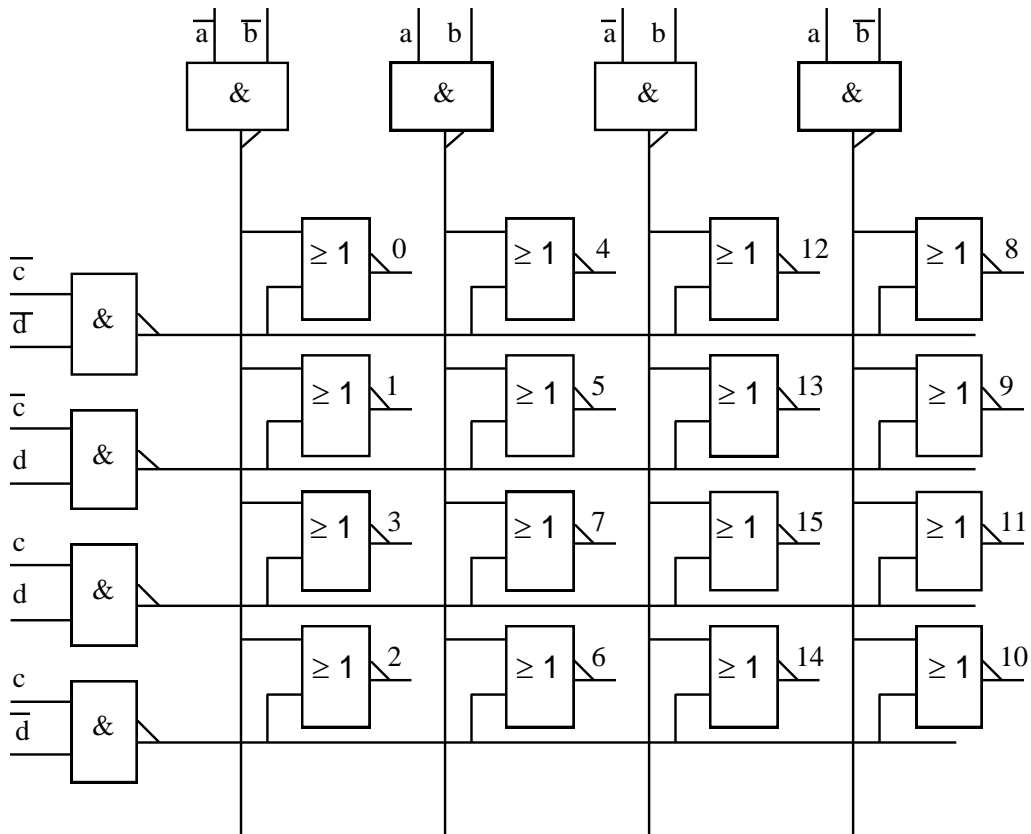 a̅ b̅ a b a̅ b a b̅
& & & &
≥ 1 0 ≥ 1 4 ≥ 1 12 ≥ 1 8
c̅
d̅ &
≥ 1 1 ≥ 1 5 ≥ 1 13 ≥ 1 9
c̅
d &
≥ 1 3 ≥ 1 7 ≥ 1 15 ≥ 1 11
c
d &
≥ 1 2 ≥ 1 6 ≥ 1 14 ≥ 1 10
c
d̅ &